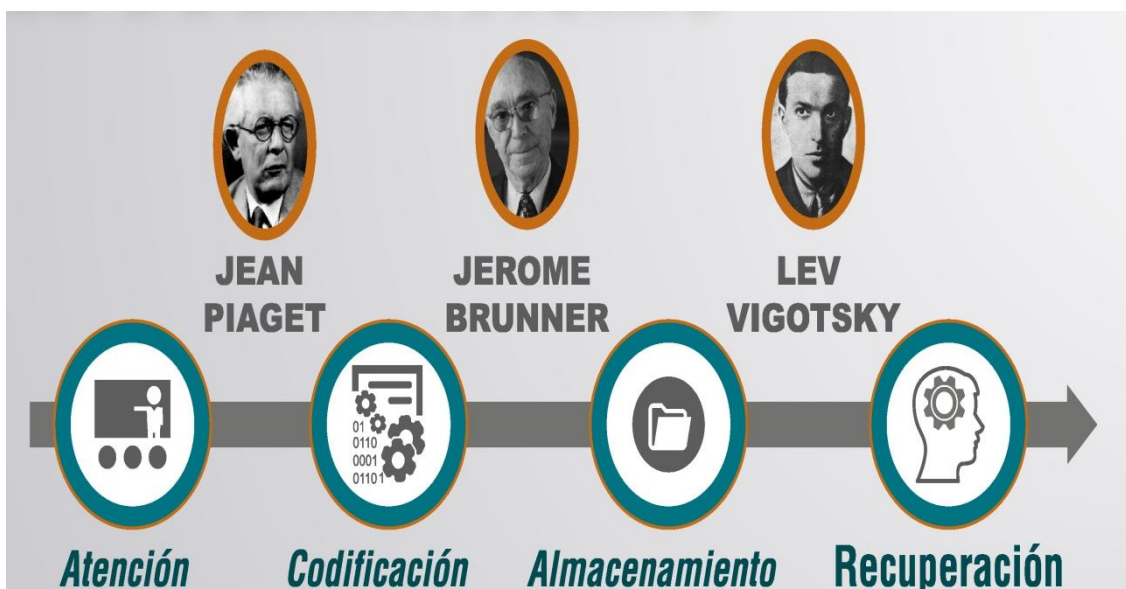 JEAN
PIAGET
JEROME
BRUNNER
LEV
VIGOTSKY
01
0110
0001
01101
Atención
Codificación
Almacenamiento
Recuperación